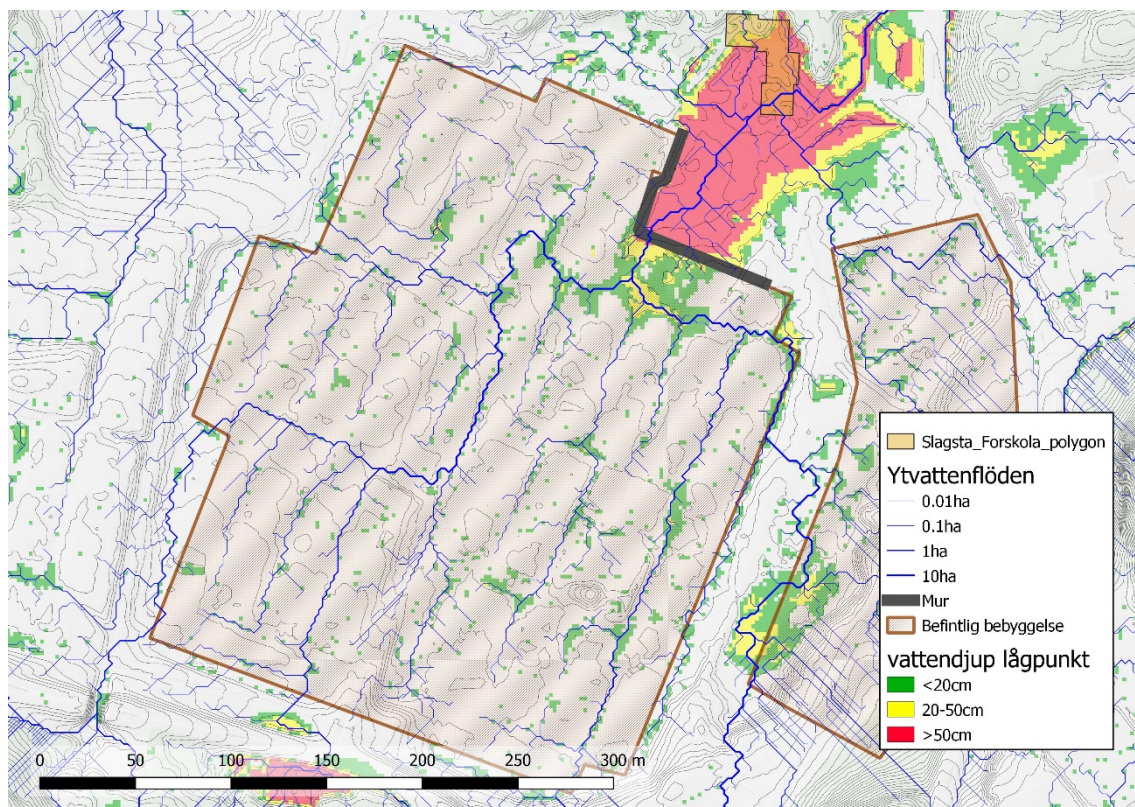 Slagsta_Forskola_polygon
Ytvattenflöden
0.01ha
0.1ha
1ha
10ha
Mur
Befintlig bebyggelse
vattendjup lågpunkt
<20cm
20-50cm
>50cm
0 50 100 150 200 250 300 m